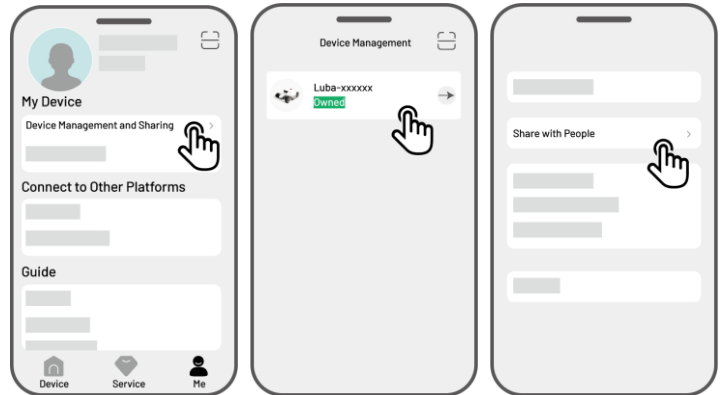 My Device
Device Management and Sharing
Connect to Other Platforms
Guide
Device
Service
Me
Device Management
Luba-xxxxxx
Owned
Share with People